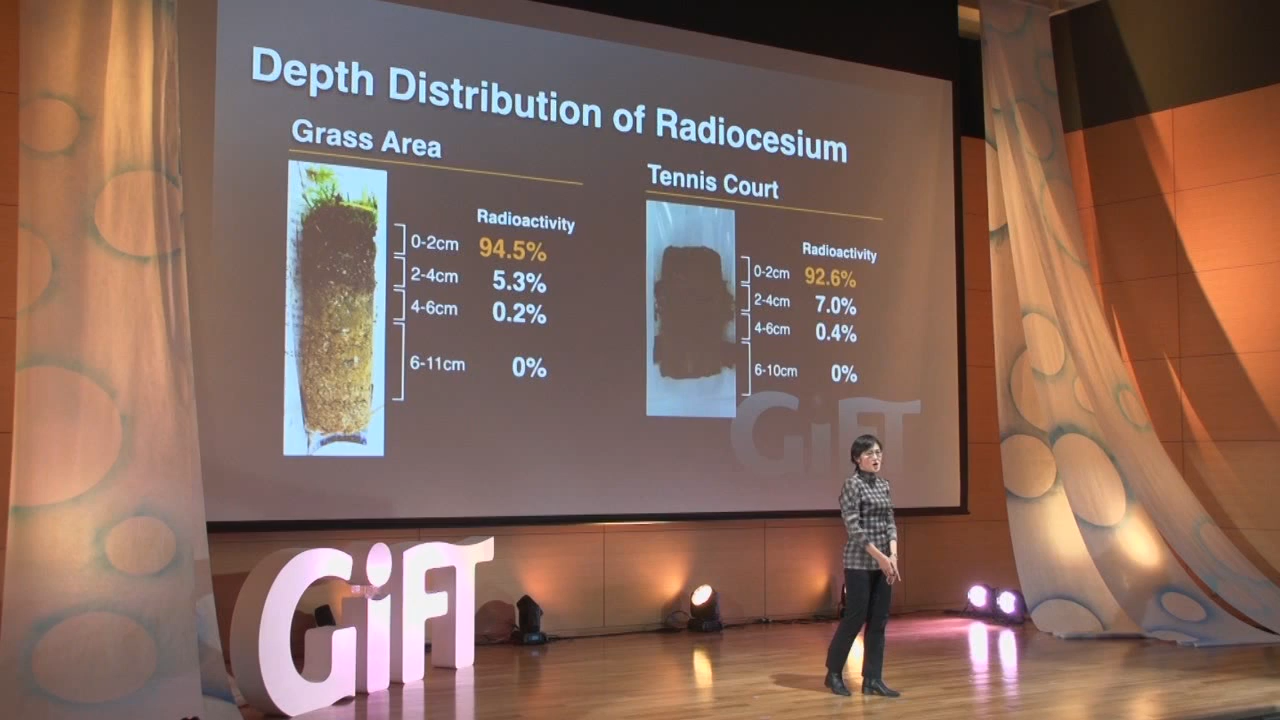 Depth Distribution of Radiocesium
Grass Area
Radioactivity
0-2cm 94.5%
2-4cm 5.3%
4-6cm 0.2%
6-11cm 0%
Tennis Court
Radioactivity
0-2cm 92.6%
2-4cm 7.0%
4-6cm 0.4%
6-10cm 0%
GiFT
GiFT